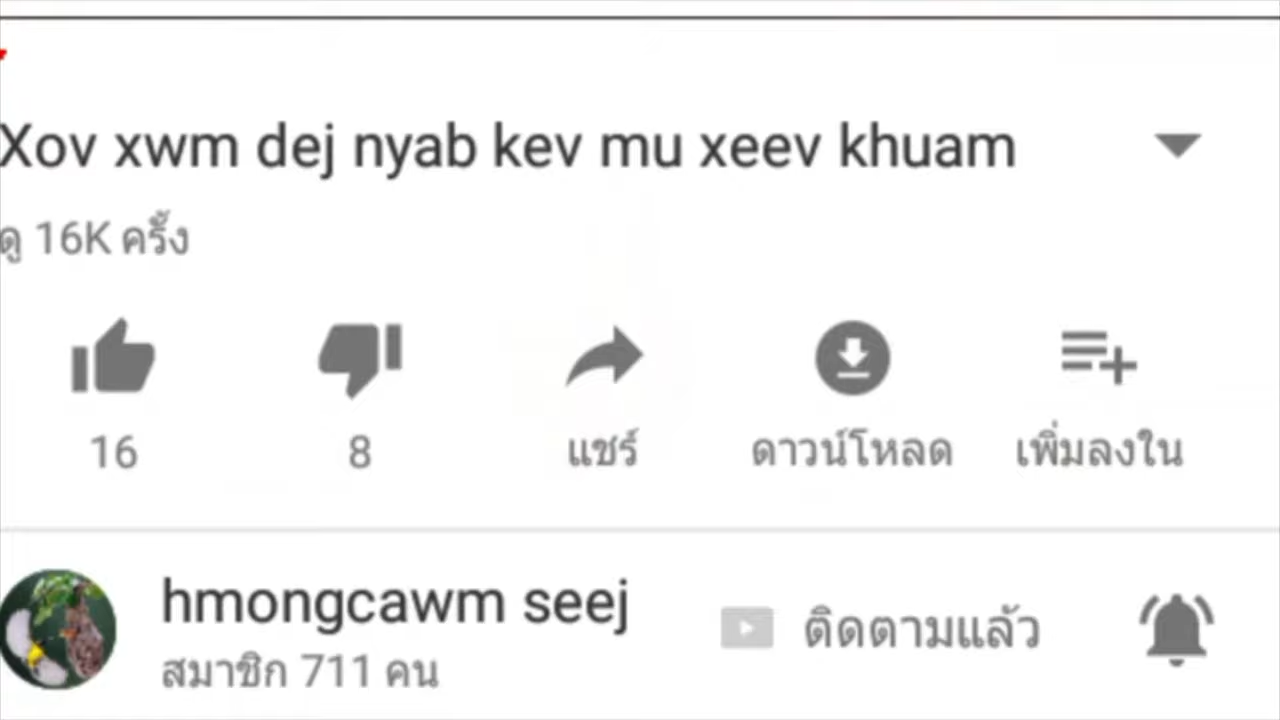 Xov xwm dej nyab kev mu xeev khuam
ดู 16K ครั้ง
16 8 แชร์ ดาวน์โหลด เพิ่มลงใน
hmongcawm seej
ติดตามแล้ว
สมาชิก 711 คน